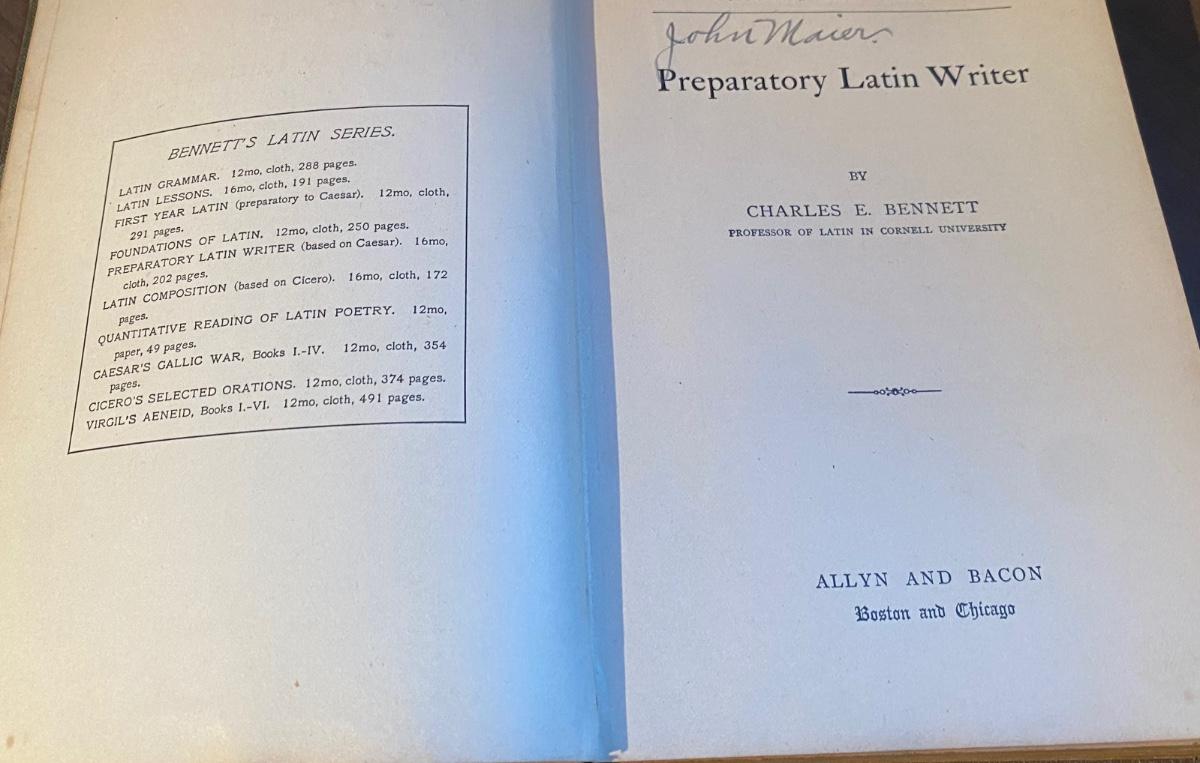 BENNETT'S LATIN SERIES.
LATIN GRAMMAR. 12mo, cloth, 288 pages.
LATIN LESSONS. 16mo, cloth, 191 pages.
FIRST YEAR LATIN (preparatory to Caesar). 12mo, cloth,
291 pages.
FOUNDATIONS OF LATIN. 12mo, cloth, 250 pages.
PREPARATORY LATIN WRITER (based on Caesar). 16mo,
cloth, 202 pages.
LATIN COMPOSITION (based on Cicero). 16mo, cloth, 172
pages.
QUANTITATIVE READING OF LATIN POETRY. 12mo,
paper, 49 pages.
CAESAR'S GALLIC WAR, Books I.-IV. 12mo, cloth, 354
pages.
CICERO'S SELECTED ORATIONS. 12mo, cloth, 374 pages.
VIRGIL'S AENEID, Books I.-VI. 12mo, cloth, 491 pages.
John Maier
Preparatory Latin Writer
BY
CHARLES E. BENNETT
PROFESSOR OF LATIN IN CORNELL UNIVERSITY
ALLYN AND BACON
Boston and Chicago